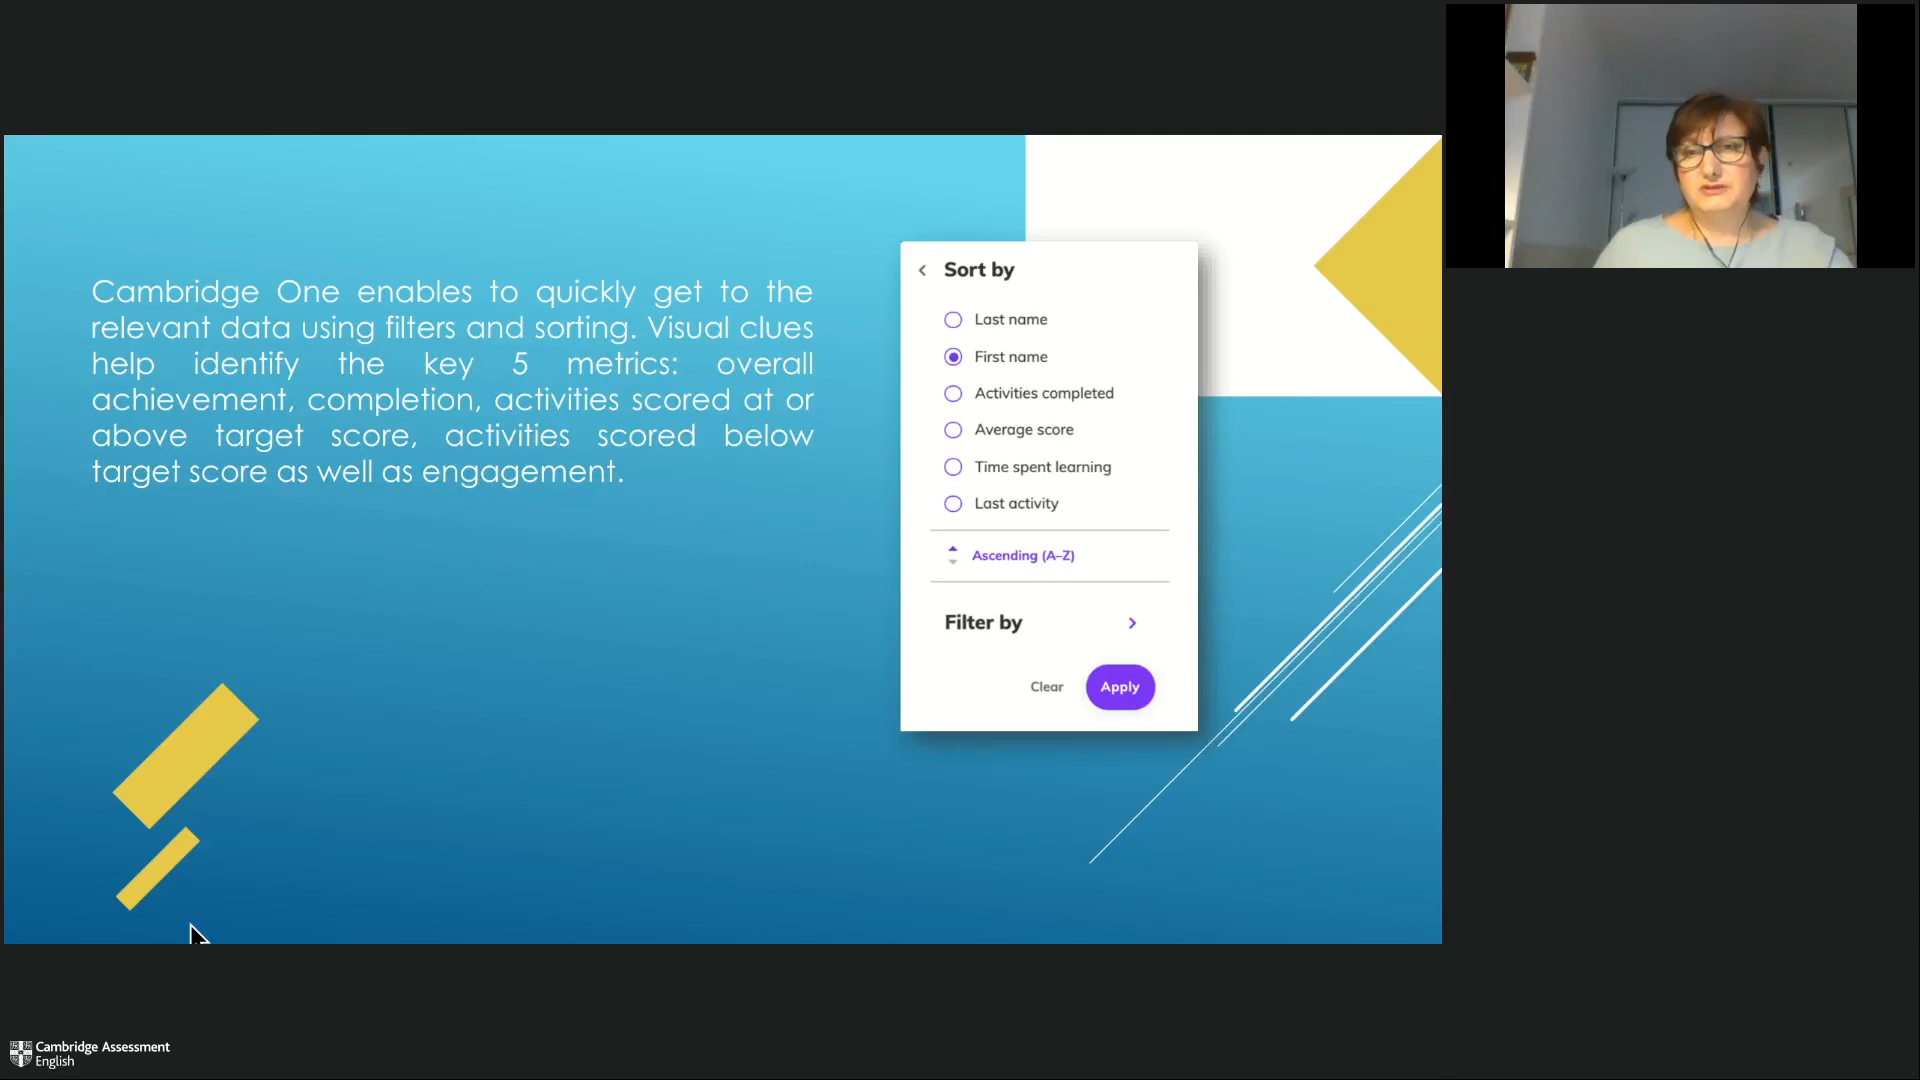 Cambridge One enables to quickly get to the
relevant data using filters and sorting. Visual clues
help identify the key 5 metrics: overall
achievement, completion, activities scored at or
above target score, activities scored below
target score as well as engagement.
Sort by
Last name
First name
Activities completed
Average score
Time spent learning
Last activity
Ascending (A–Z)
Filter by
Clear
Apply
Cambridge Assessment
English